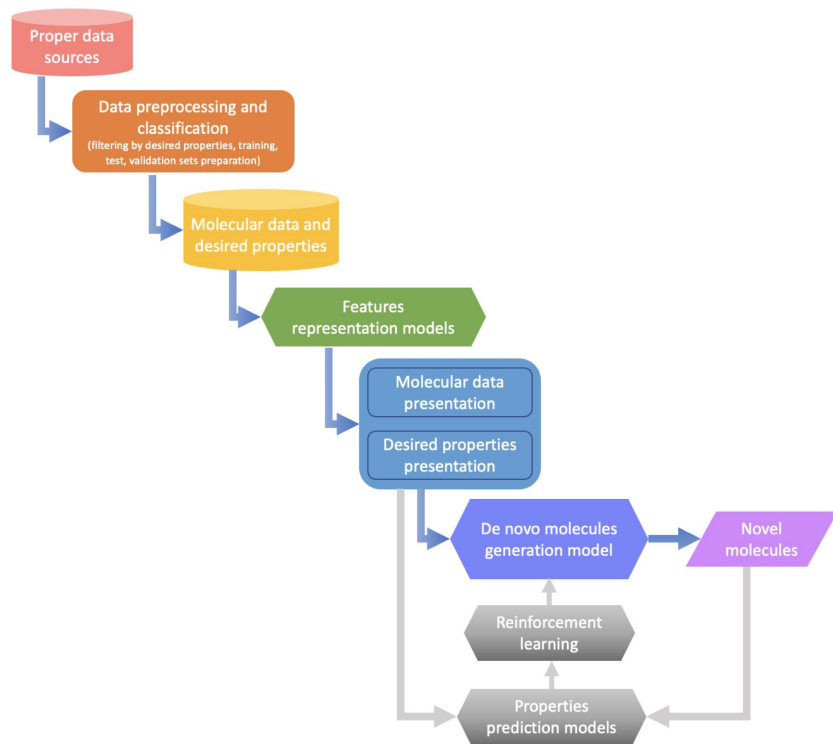 Proper data
sources
Data preprocessing and
classification
(filtering by desired properties, training,
test, validation sets preparation)
Molecular data and
desired properties
Features
representation models
Molecular data
presentation
Desired properties
presentation
De novo molecules
generation model
Novel
molecules
Reinforcement
learning
Properties
prediction models